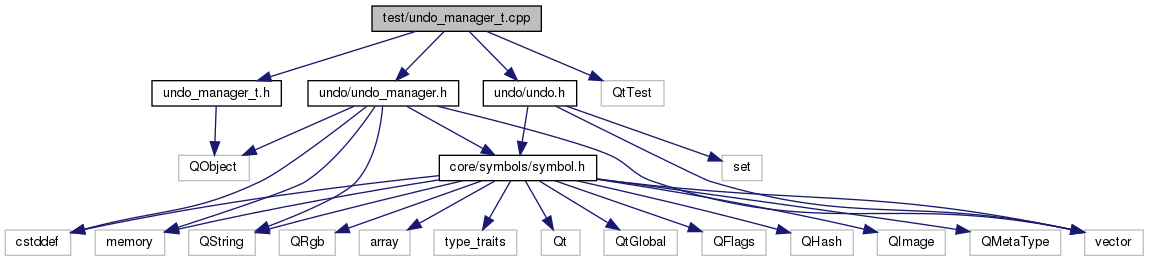 test/undo_manager_t.cpp
undo_manager_t.h
undo/undo_manager.h
undo/undo.h
QtTest
QObject
core/symbols/symbol.h
set
cstddef
memory
QString
QRgb
array
type_traits
Qt
QtGlobal
QFlags
QHash
QImage
QMetaType
vector